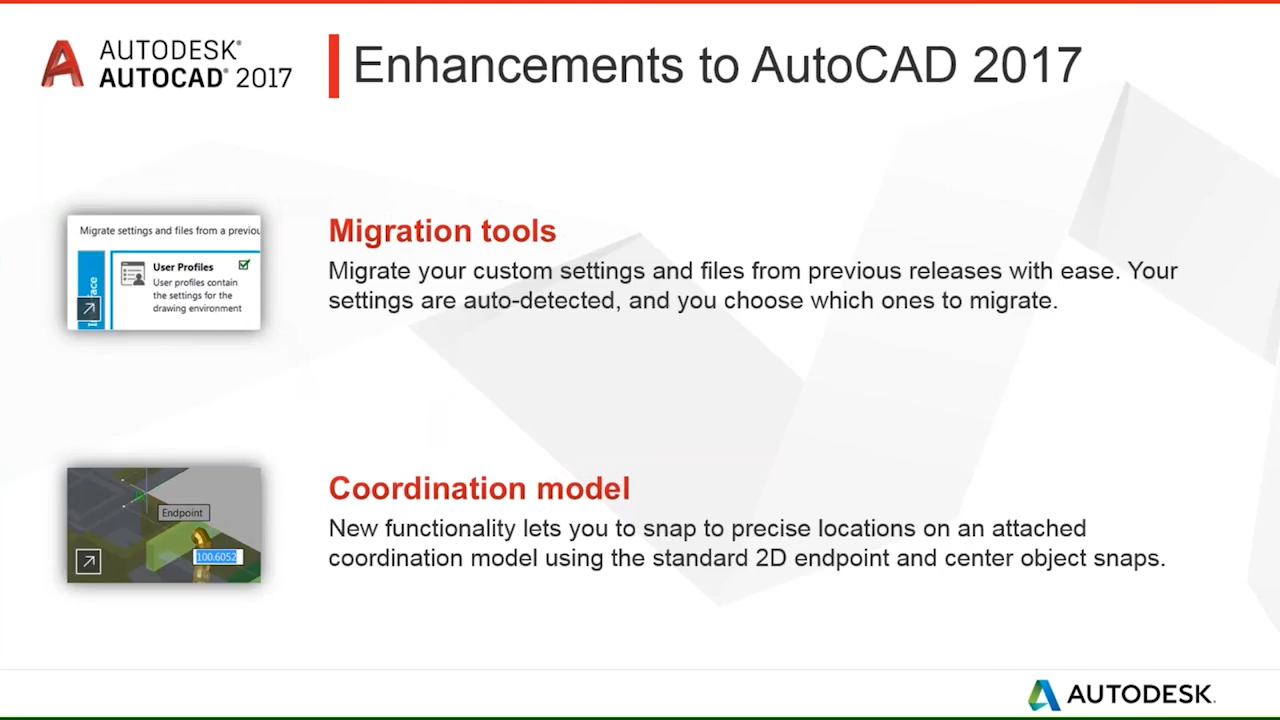 AUTODESK®
AUTOCAD® 2017
Enhancements to AutoCAD 2017
Migrate settings and files from a previou
User Profiles
User profiles contain
the settings for the
drawing environment
Migration tools
Migrate your custom settings and files from previous releases with ease. Your
settings are auto-detected, and you choose which ones to migrate.
Endpoint
100.6052
Coordination model
New functionality lets you to snap to precise locations on an attached
coordination model using the standard 2D endpoint and center object snaps.
AUTODESK.